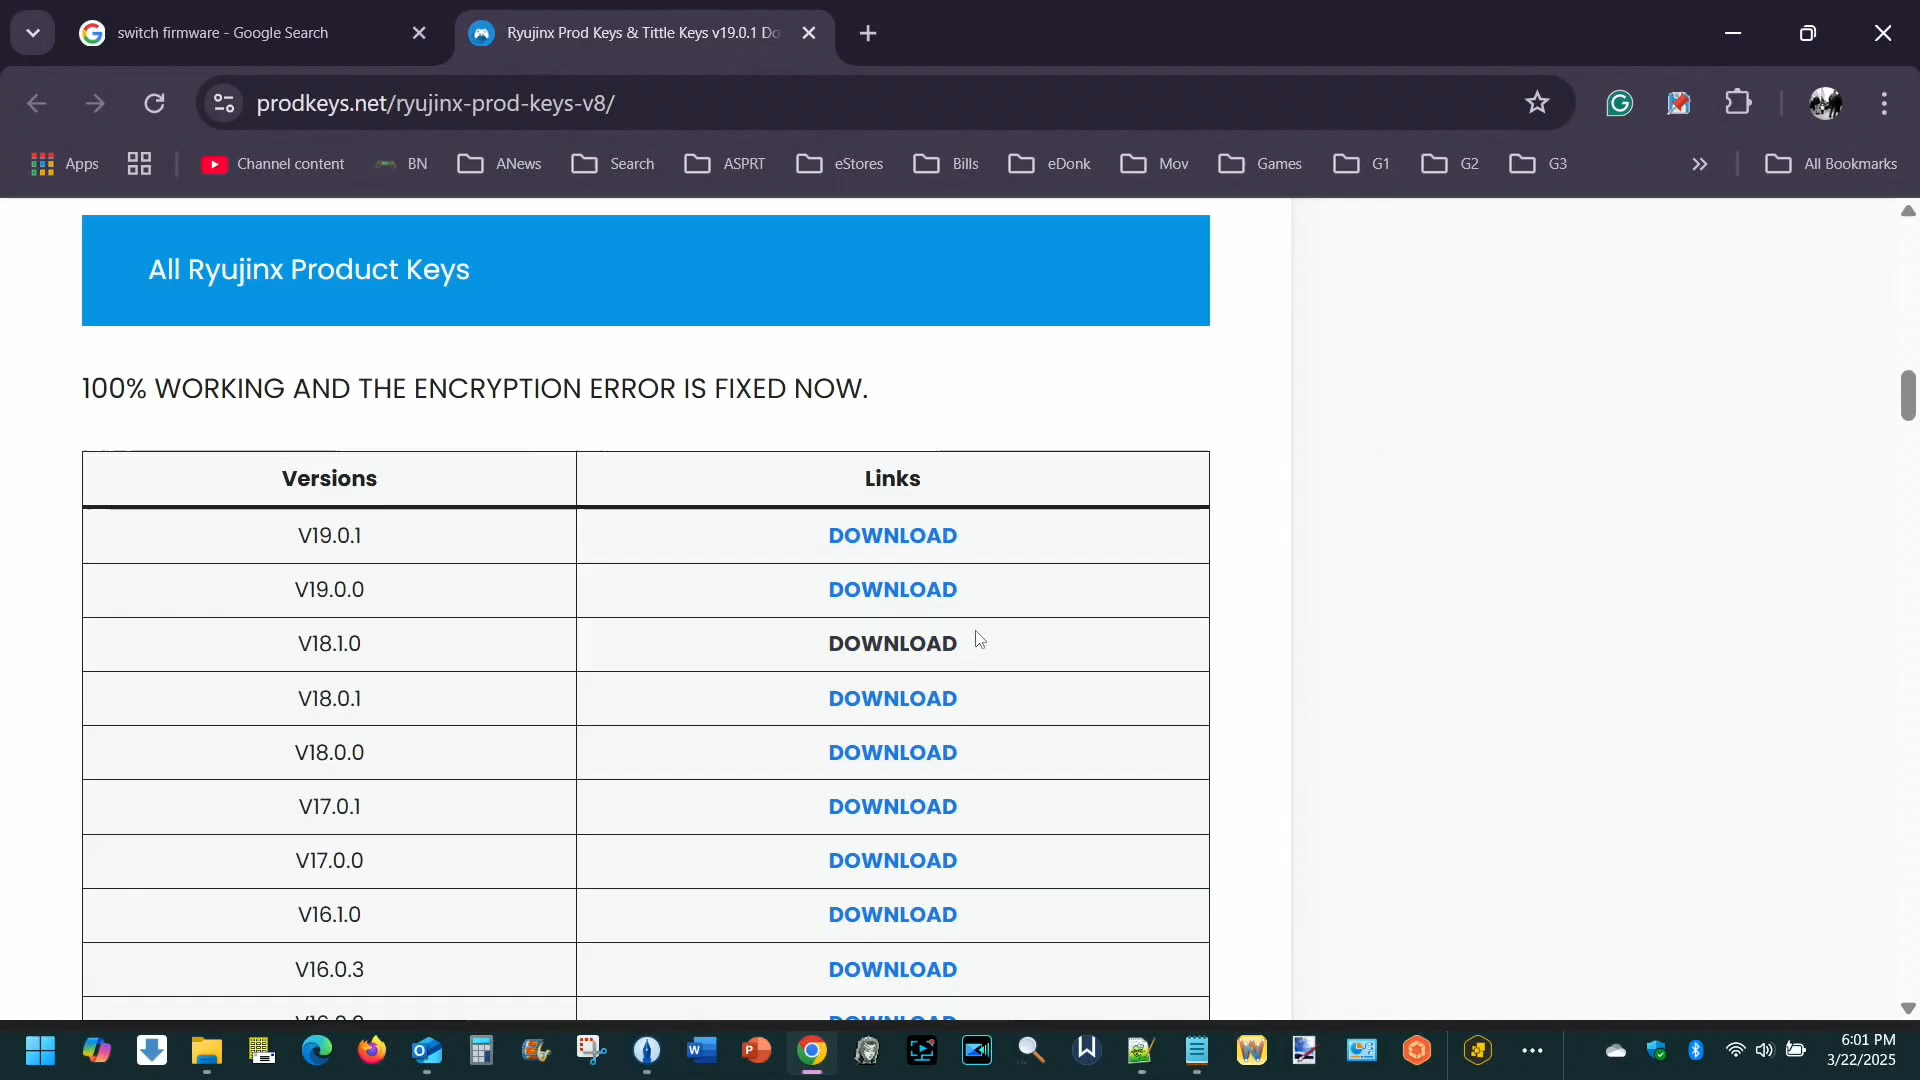 switch firmware - Google Search
Ryujinx Prod Keys & Tittle Keys v19.0.1 Do
prodkeys.net/ryujinx-prod-keys-v8/
Apps
Channel content
BN
ANews
Search
ASPRT
eStores
Bills
eDonk
Mov
Games
G1
G2
G3
All Bookmarks
All Ryujinx Product Keys
100% WORKING AND THE ENCRYPTION ERROR IS FIXED NOW.
Versions Links
V19.0.1 DOWNLOAD
V19.0.0 DOWNLOAD
V18.1.0 DOWNLOAD
V18.0.1 DOWNLOAD
V18.0.0 DOWNLOAD
V17.0.1 DOWNLOAD
V17.0.0 DOWNLOAD
V16.1.0 DOWNLOAD
V16.0.3 DOWNLOAD
6:01 PM
3/22/2025